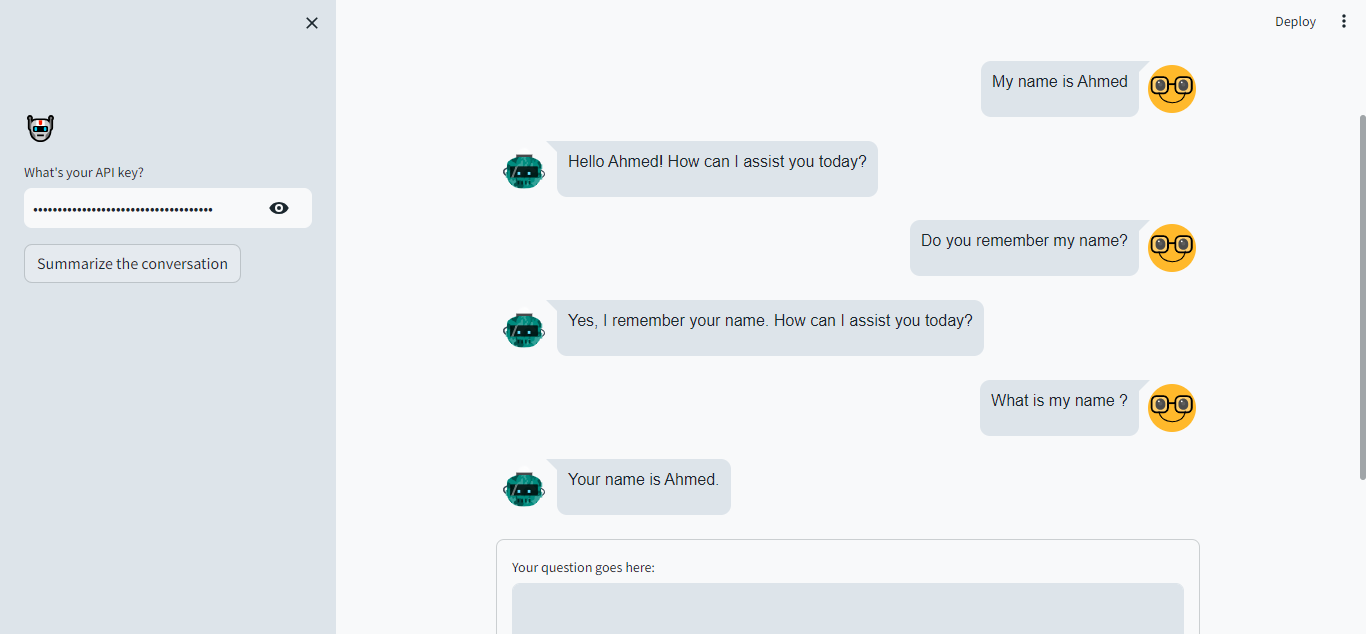 Deploy
My name is Ahmed
What's your API key?
••••••••••••••••••••••••••••••••••••
Summarize the conversation
Hello Ahmed! How can I assist you today?
Do you remember my name?
Yes, I remember your name. How can I assist you today?
What is my name ?
Your name is Ahmed.
Your question goes here: